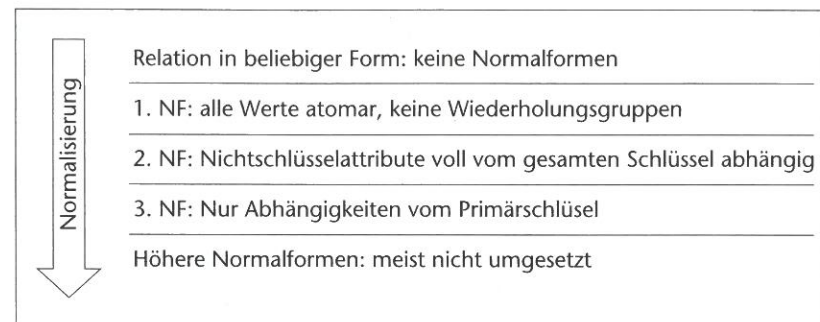 Normalisierung
Relation in beliebiger Form: keine Normalformen
1. NF: alle Werte atomar, keine Wiederholungsgruppen
2. NF: Nichtschlüsselattribute voll vom gesamten Schlüssel abhängig
3. NF: Nur Abhängigkeiten vom Primärschlüsel
Höhere Normalformen: meist nicht umgesetzt